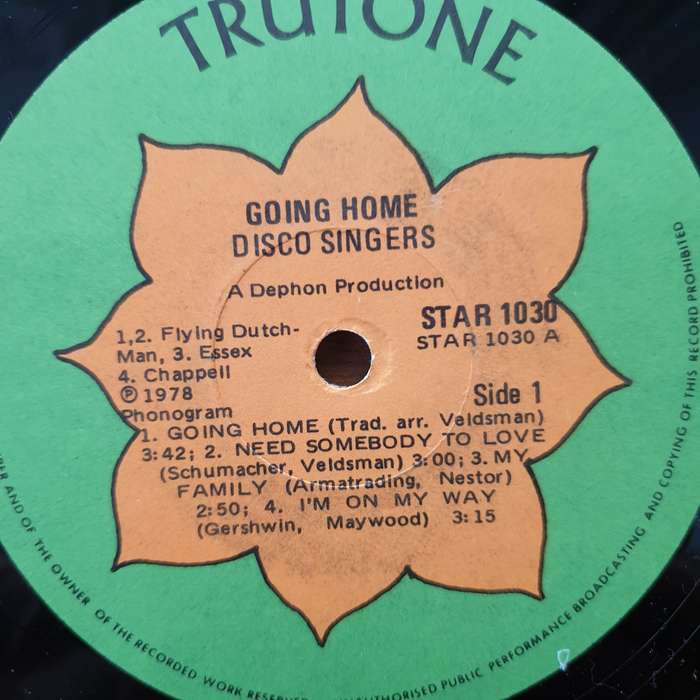 TRUTONE
GOING HOME
DISCO SINGERS
A Dephon Production
1,2. Flying Dutch-
Man, 3. Essex
4. Chappell
℗ 1978
Phonogram
STAR 1030
STAR 1030 A
Side 1
1. GOING HOME (Trad. arr. Veldsman)
3:42; 2. NEED SOMEBODY TO LOVE
(Schumacher, Veldsman) 3:00; 3. MY
FAMILY (Armatrading, Nestor)
2:50; 4. I'M ON MY WAY
(Gershwin, Maywood) 3:15
AND OF THE OWNER OF THE RECORDED WORK RESERVED UNAUTHORISED PUBLIC PERFORMANCE BROADCASTING AND COPYING OF THIS RECORD PROHIBITED